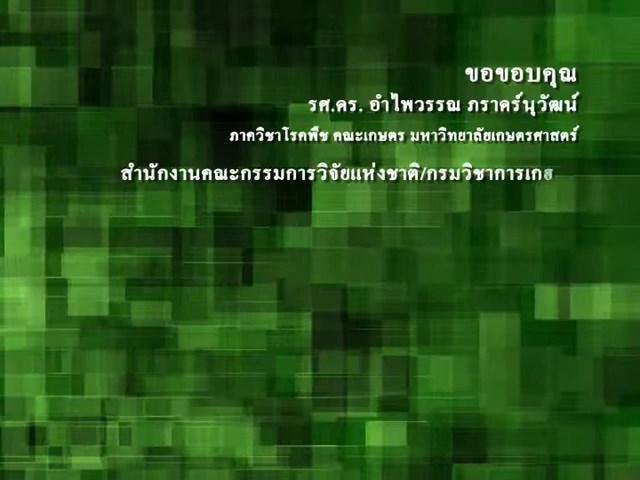 ขอขอบคุณ
รศ.ดร. อำไพวรรณ ภราดร์นุวัฒน์
ภาควิชาโรคพืช คณะเกษตร มหาวิทยาลัยเกษตรศาสตร์
สำนักงานคณะกรรมการวิจัยแห่งชาติ/กรมวิชาการเกษ